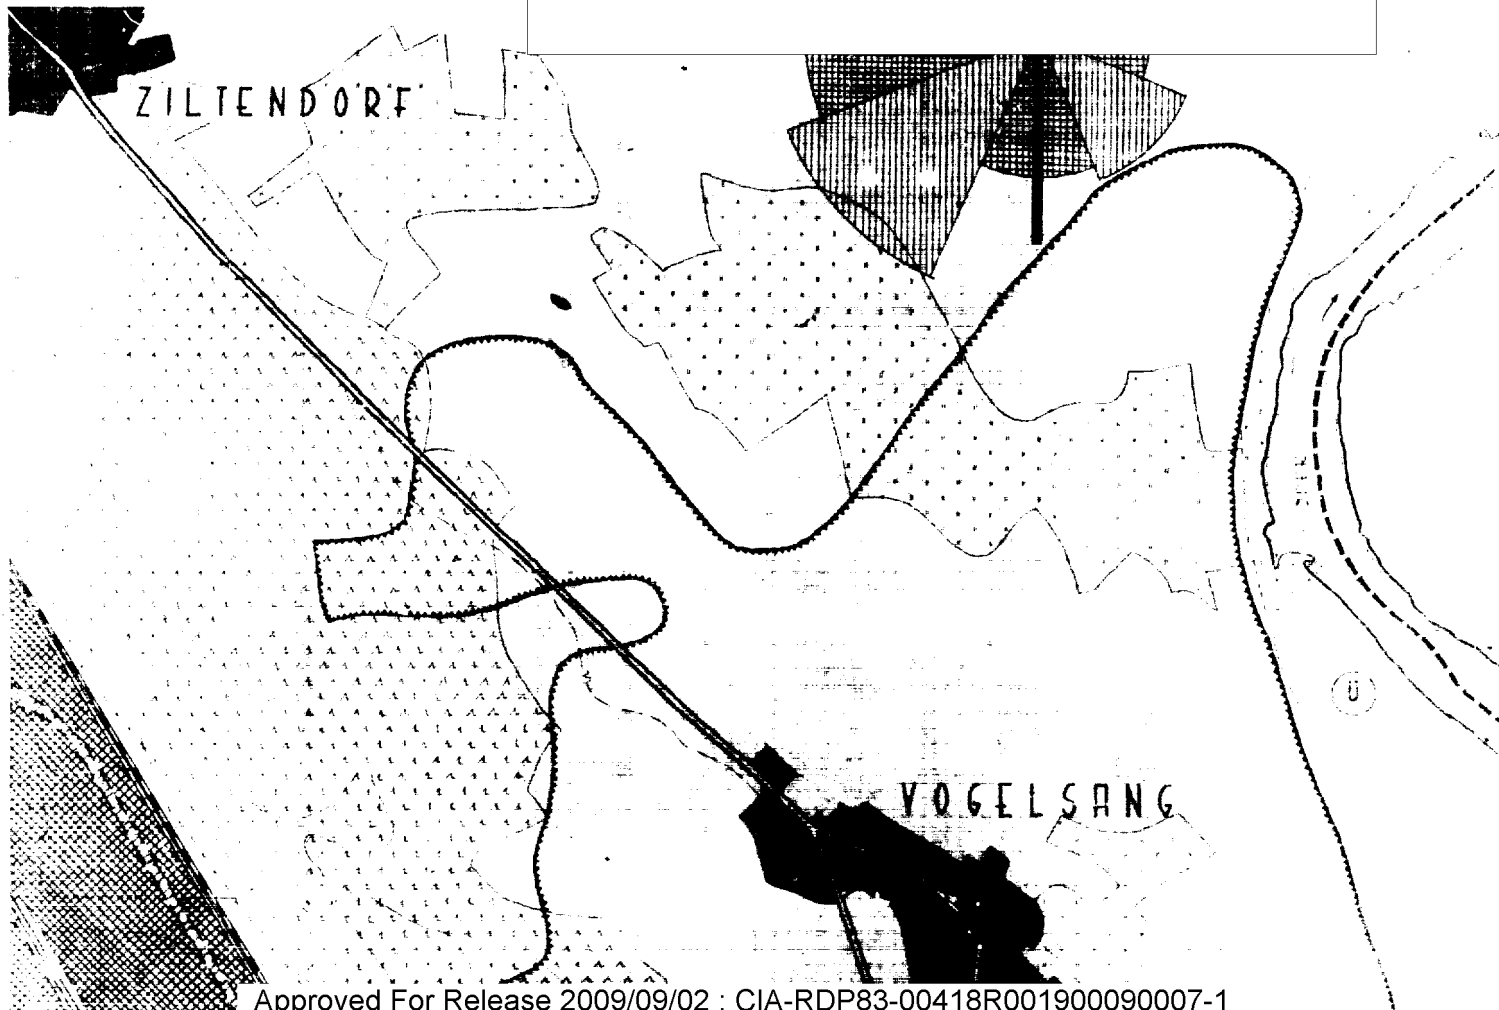 ZILTENDORF
Ü
VOGELSANG
Approved For Release 2009/09/02 : CIA-RDP83-00418R001900090007-1